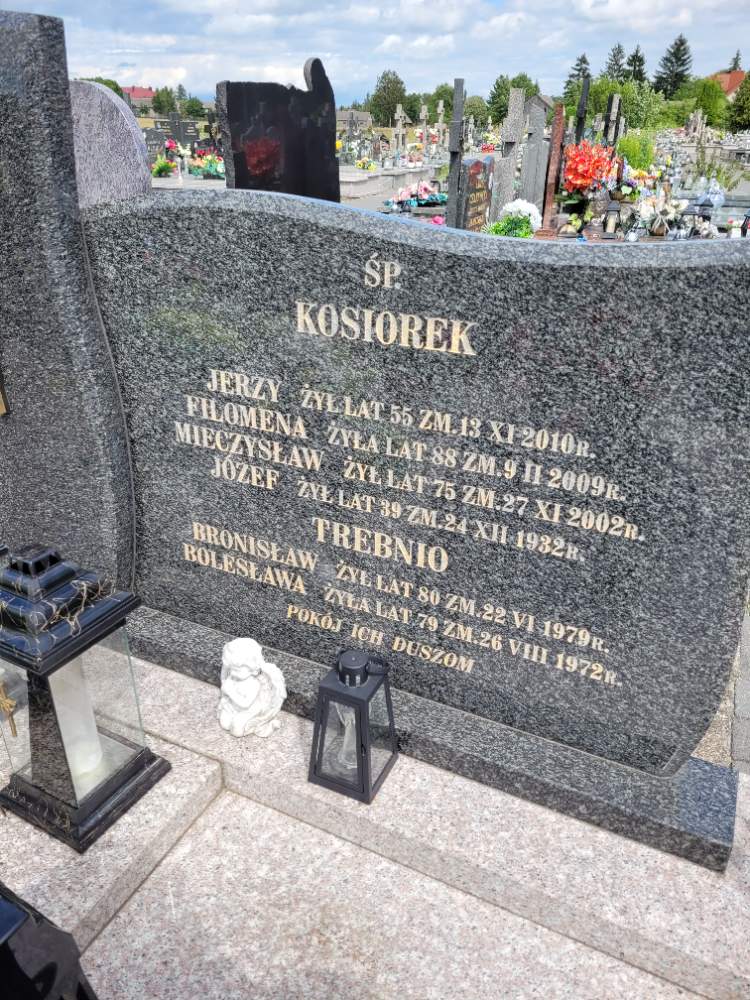 ŚP.
KOSIOREK
JERZY ŻYŁ LAT 55 ZM.13 XI 2010R.
FILOMENA ŻYŁA LAT 88 ZM.9 II 2009R.
MIECZYSŁAW ŻYŁ LAT 75 ZM.27 XI 2002R.
JÓZEF ŻYŁ LAT 39 ZM.24 XII 1932R.
TREBNIO
BRONISŁAW ŻYŁ LAT 80 ZM.22 VI 1979R.
BOLESŁAWA ŻYŁA LAT 79 ZM.26 VIII 1972R.
POKÓJ ICH DUSZOM